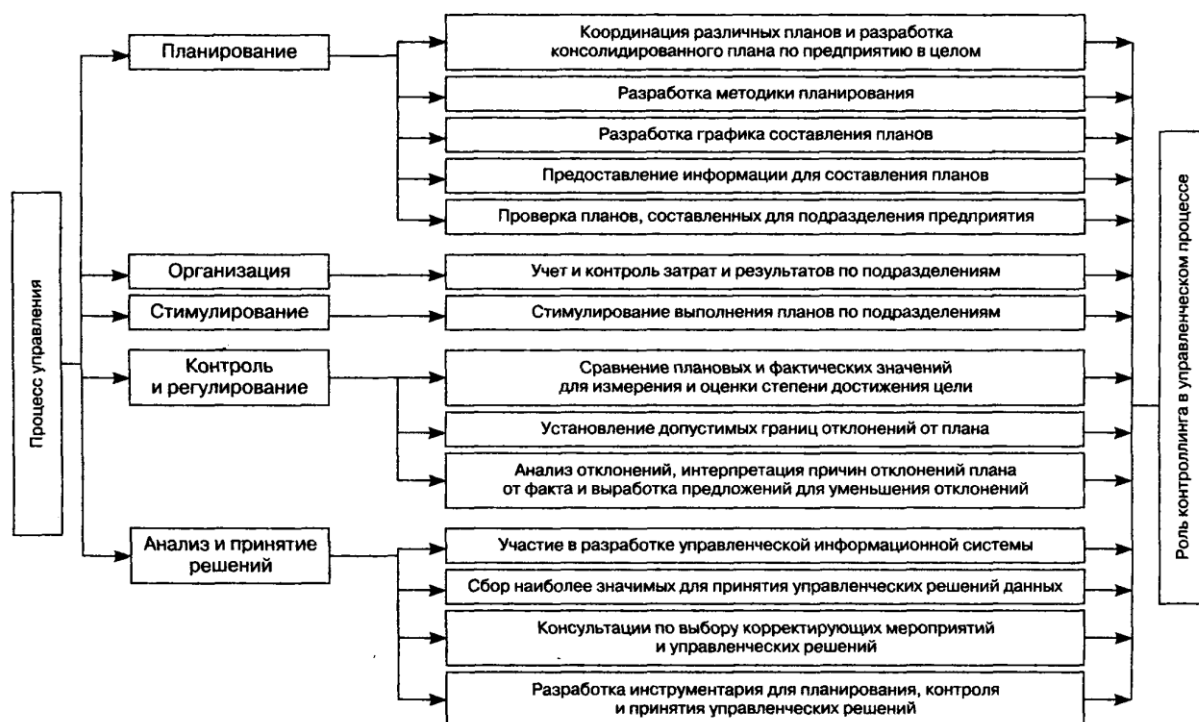 Процесс управления
Планирование
Координация различных планов и разработка
консолидированного плана по предприятию в целом
Разработка методики планирования
Разработка графика составления планов
Предоставление информации для составления планов
Проверка планов, составленных для подразделения предприятия
Организация
Учет и контроль затрат и результатов по подразделениям
Стимулирование
Стимулирование выполнения планов по подразделениям
Контроль
и регулирование
Сравнение плановых и фактических значений
для измерения и оценки степени достижения цели
Установление допустимых границ отклонений от плана
Анализ отклонений, интерпретация причин отклонений плана
от факта и выработка предложений для уменьшения отклонений
Анализ и принятие
решений
Участие в разработке управленческой информационной системы
Сбор наиболее значимых для принятия управленческих решений данных
Консультации по выбору корректирующих мероприятий
и управленческих решений
Разработка инструментария для планирования, контроля
и принятия управленческих решений
Роль контроллинга в управленческом процессе